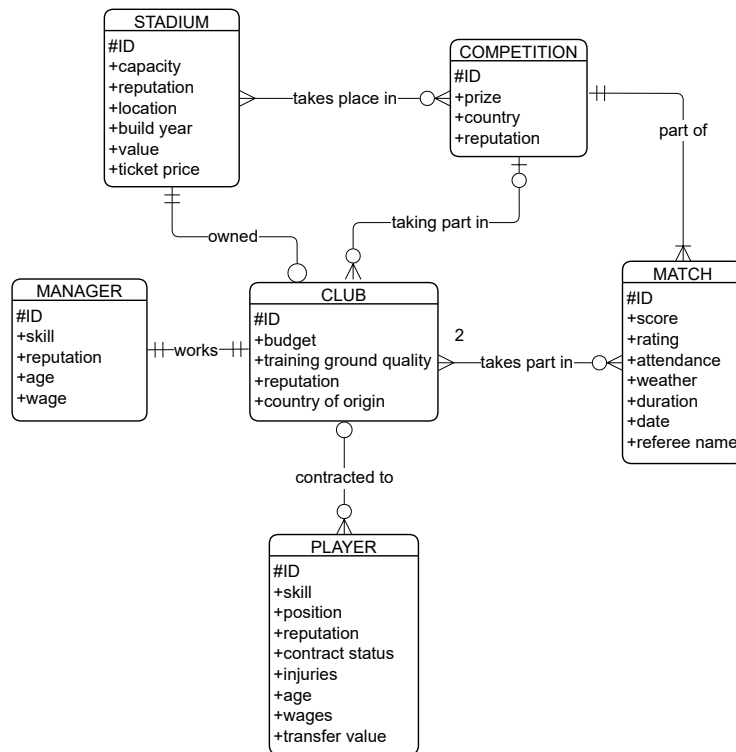 STADIUM
#ID
+capacity
+reputation
+location
+build year
+value
+ticket price
takes place in
COMPETITION
#ID
+prize
+country
+reputation
part of
taking part in
owned
MANAGER
#ID
+skill
+reputation
+age
+wage
works
CLUB
#ID
+budget
+training ground quality
+reputation
+country of origin
2
takes part in
MATCH
#ID
+score
+rating
+attendance
+weather
+duration
+date
+referee name
contracted to
PLAYER
#ID
+skill
+position
+reputation
+contract status
+injuries
+age
+wages
+transfer value